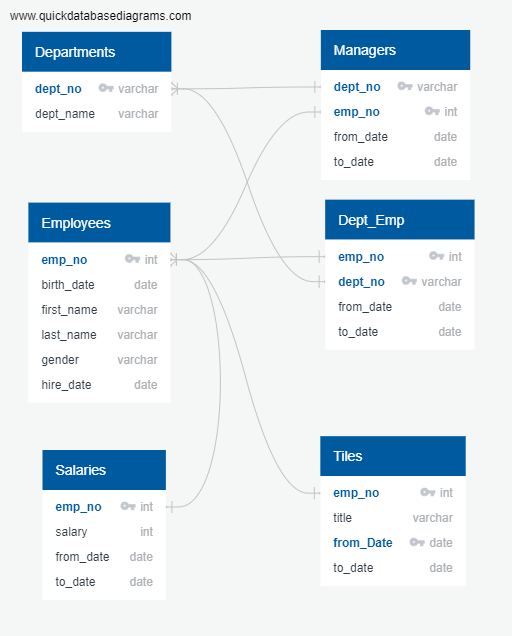 www.quickdatabasediagrams.com
Departments
dept_no varchar
dept_name varchar
Managers
dept_no varchar
emp_no int
from_date date
to_date date
Employees
emp_no int
birth_date date
first_name varchar
last_name varchar
gender varchar
hire_date date
Dept_Emp
emp_no int
dept_no varchar
from_date date
to_date date
Salaries
emp_no int
salary int
from_date date
to_date date
Tiles
emp_no int
title varchar
from_Date date
to_date date